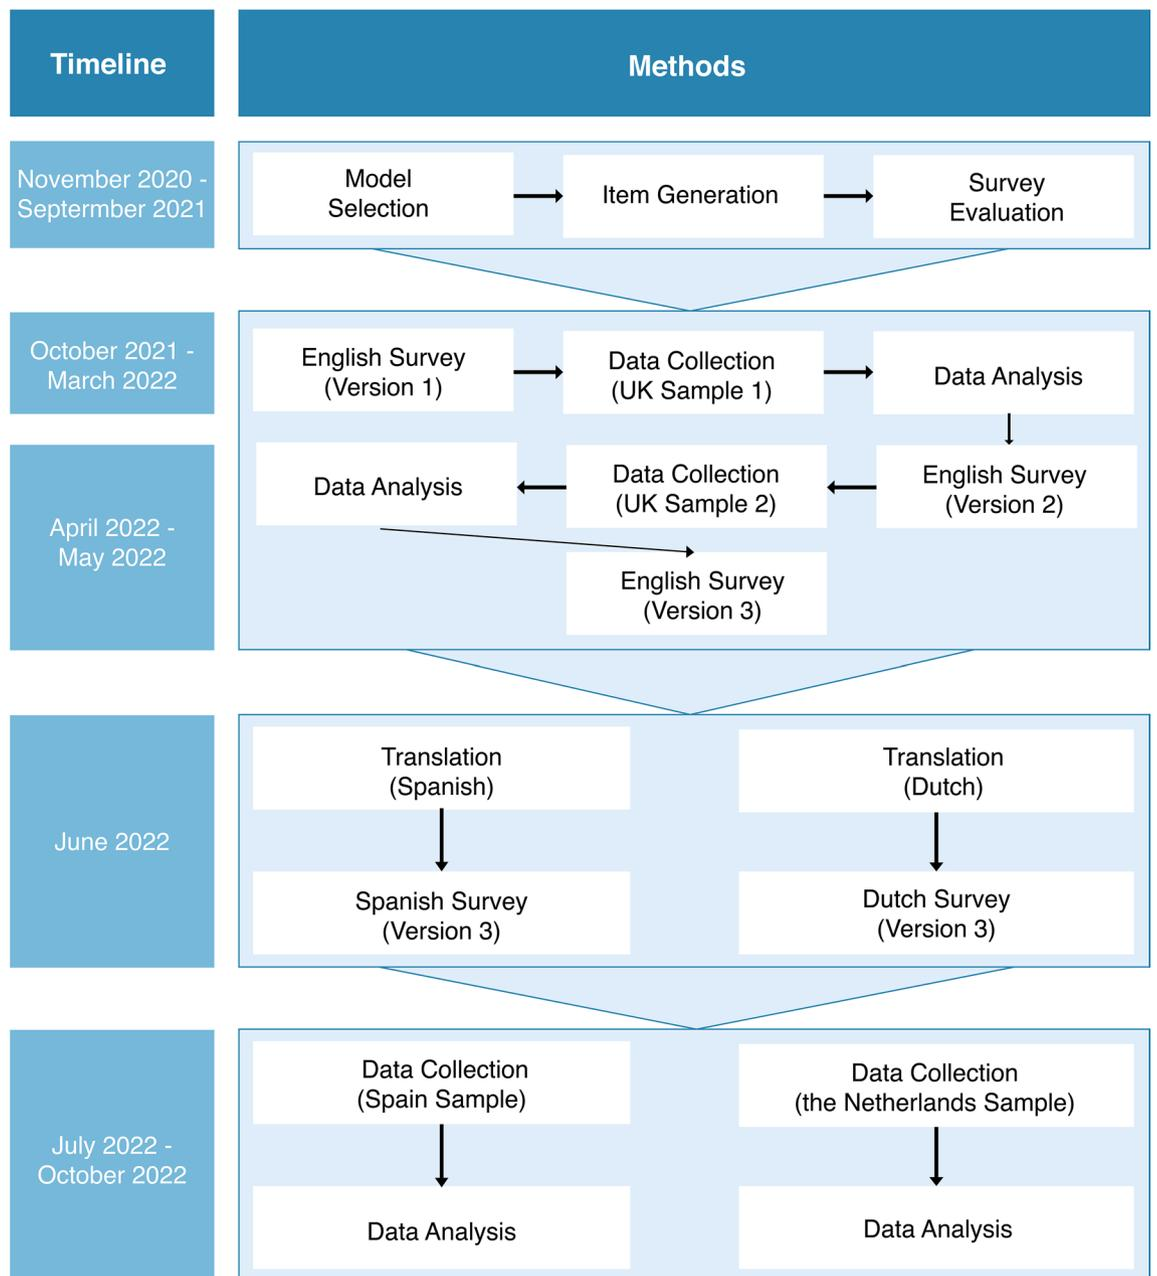 Timeline
Methods
November 2020 -
Septermber 2021
Model
Selection
Item Generation
Survey
Evaluation
October 2021 -
March 2022
English Survey
(Version 1)
Data Collection
(UK Sample 1)
Data Analysis
April 2022 -
May 2022
Data Analysis
Data Collection
(UK Sample 2)
English Survey
(Version 2)
English Survey
(Version 3)
June 2022
Translation
(Spanish)
Translation
(Dutch)
Spanish Survey
(Version 3)
Dutch Survey
(Version 3)
July 2022 -
October 2022
Data Collection
(Spain Sample)
Data Collection
(the Netherlands Sample)
Data Analysis
Data Analysis